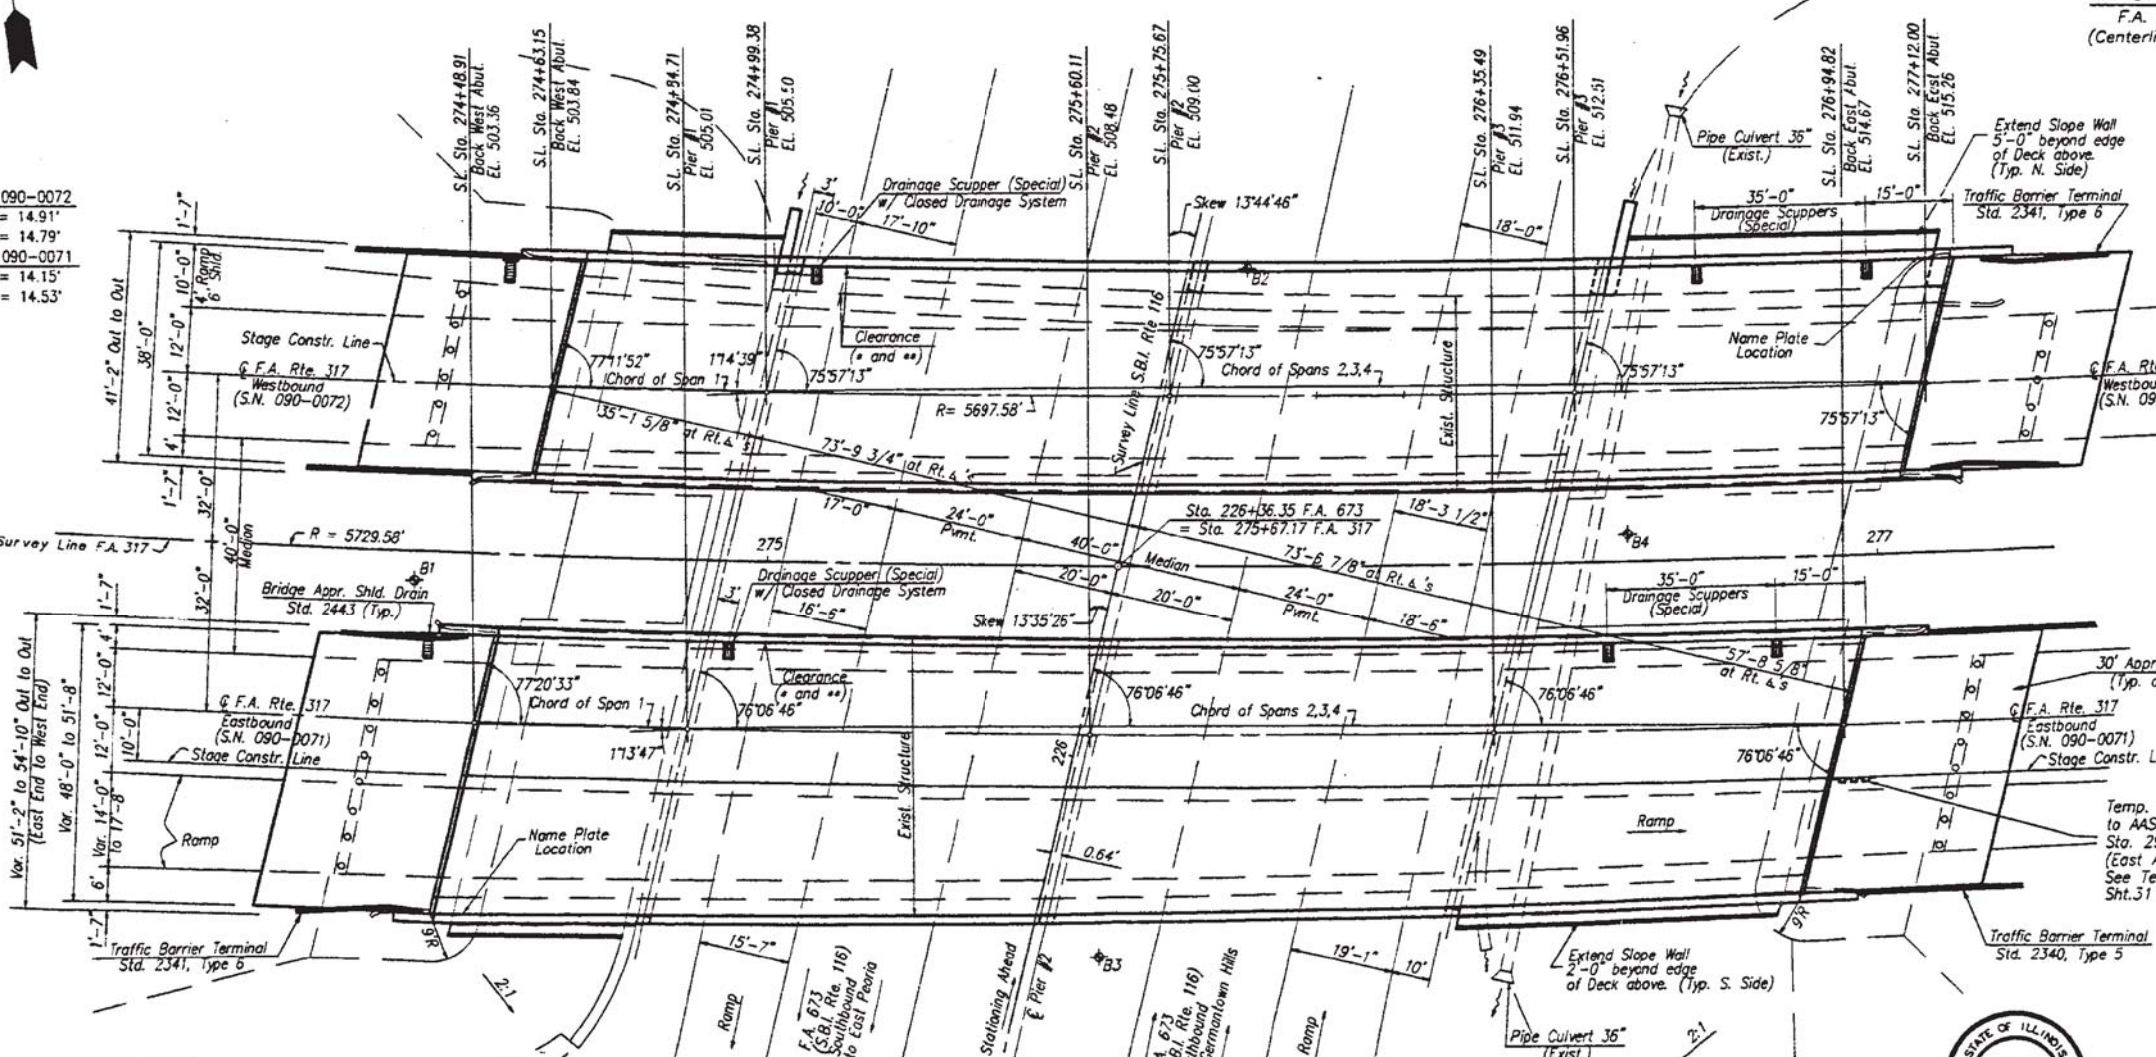 F.A.
(Centerli
S.L. Sta. 274+48.91
Back West Abut.
EL. 503.36
S.L. Sta. 274+63.15
Back West Abut.
EL. 503.84
S.L. Sta. 274+84.71
Pier #1
EL. 505.01
S.L. Sta. 274+99.38
Pier #1
EL. 505.50
S.L. Sta. 275+60.11
Pier #2
EL. 508.48
S.L. Sta. 275+75.67
Pier #2
EL. 509.00
S.L. Sta. 276+35.49
Pier #3
EL. 511.94
S.L. Sta. 276+51.96
Pier #3
EL. 512.51
S.L. Sta. 276+94.82
Back East Abut.
EL. 514.67
S.L. Sta. 277+12.00
Back East Abut.
EL. 515.26
Pipe Culvert 36"
(Exist.)
Extend Slope Wall
5'-0" beyond edge
of Deck above.
(Typ. N. Side)
Traffic Barrier Terminal
Std. 2341, Type 6
090-0072
= 14.91'
= 14.79'
090-0071
= 14.15'
= 14.53'
1'-7"
10'-0"
4' Ramp
6' Shld.
12'-0"
12'-0"
4'
1'-7"
38'-0"
41'-2" Out to Out
3'
10'-0"
17'-10"
Drainage Scupper (Special)
w/ Closed Drainage System
Skew 13°44'46"
18'-0"
35'-0"
15'-0"
Drainage Scuppers
(Special)
B2
Stage Constr. Line
℄ F.A. Rte. 317
Westbound
(S.N. 090-0072)
77°11'52"
Chord of Span 1
1°14'39"
75°57'13"
Clearance
(* and **)
Survey Line S.B.I. Rte 116
75°57'13"
Chord of Spans 2,3,4
R= 5697.58'
Exist. Structure
75°57'13"
Name Plate
Location
75°57'13"
℄ F.A. Rte
Westbou
(S.N. 09
35'-1 5/8" at Rt. ∠'s
73'-9 3/4" at Rt. ∠'s
32'-0"
40'-0"
Median
32'-0"
Survey Line F.A. 317
R = 5729.58'
275
17'-0"
24'-0"
Pvmt.
40'-0"
Median
Sta. 226+36.35 F.A. 673
= Sta. 275+67.17 F.A. 317
18'-3 1/2"
73'-6 7/8" at Rt. ∠'s
B4
277
B1
Bridge Appr. Shld. Drain
Std. 2443 (Typ.)
Drainage Scupper (Special)
w/ Closed Drainage System
3'
16'-6"
20'-0"
20'-0"
24'-0"
Pvmt.
18'-6"
Skew 13°35'26"
35'-0"
15'-0"
Drainage Scuppers
(Special)
57'-8 5/8"
at Rt. ∠'s
1'-7"
4'
12'-0"
12'-0"
10'-0"
Var. 14'-0"
to 17'-8"
6'
1'-7"
Var. 48'-0" to 51'-8"
Var. 51'-2" to 54'-10" Out to Out
(East End to West End)
℄ F.A. Rte. 317
Eastbound
(S.N. 090-0071)
Stage Constr. Line
Ramp
77°20'33"
Chord of Span 1
76°06'46"
1°13'47"
Clearance
(* and **)
76°06'46"
Chord of Spans 2,3,4
76°06'46"
76°06'46"
226
Exist. Structure
30' Appr
(Typ.
℄ F.A. Rte. 317
Eastbound
(S.N. 090-0071)
Stage Constr. L
Temp.
to AAS
Sta. 2
(East A
See Te
Sht.31
Name Plate
Location
0.64'
Ramp
Traffic Barrier Terminal
Std. 2341, Type 6
9'R
2:1
15'-7"
Ramp
F.A. 673
(S.B.I. Rte. 116)
Southbound
to East Peoria
Stationing Ahead
℄ Pier #2
B3
A. 673
B.I. Rte. 116)
thbound
Germantown Hills
19'-1"
10'
Ramp
Extend Slope Wall
2'-0" beyond edge
of Deck above. (Typ. S. Side)
Pipe Culvert 36"
(Exist.)
9'R
2:1
Traffic Barrier Terminal
Std. 2340, Type 5
STATE OF ILLINOIS